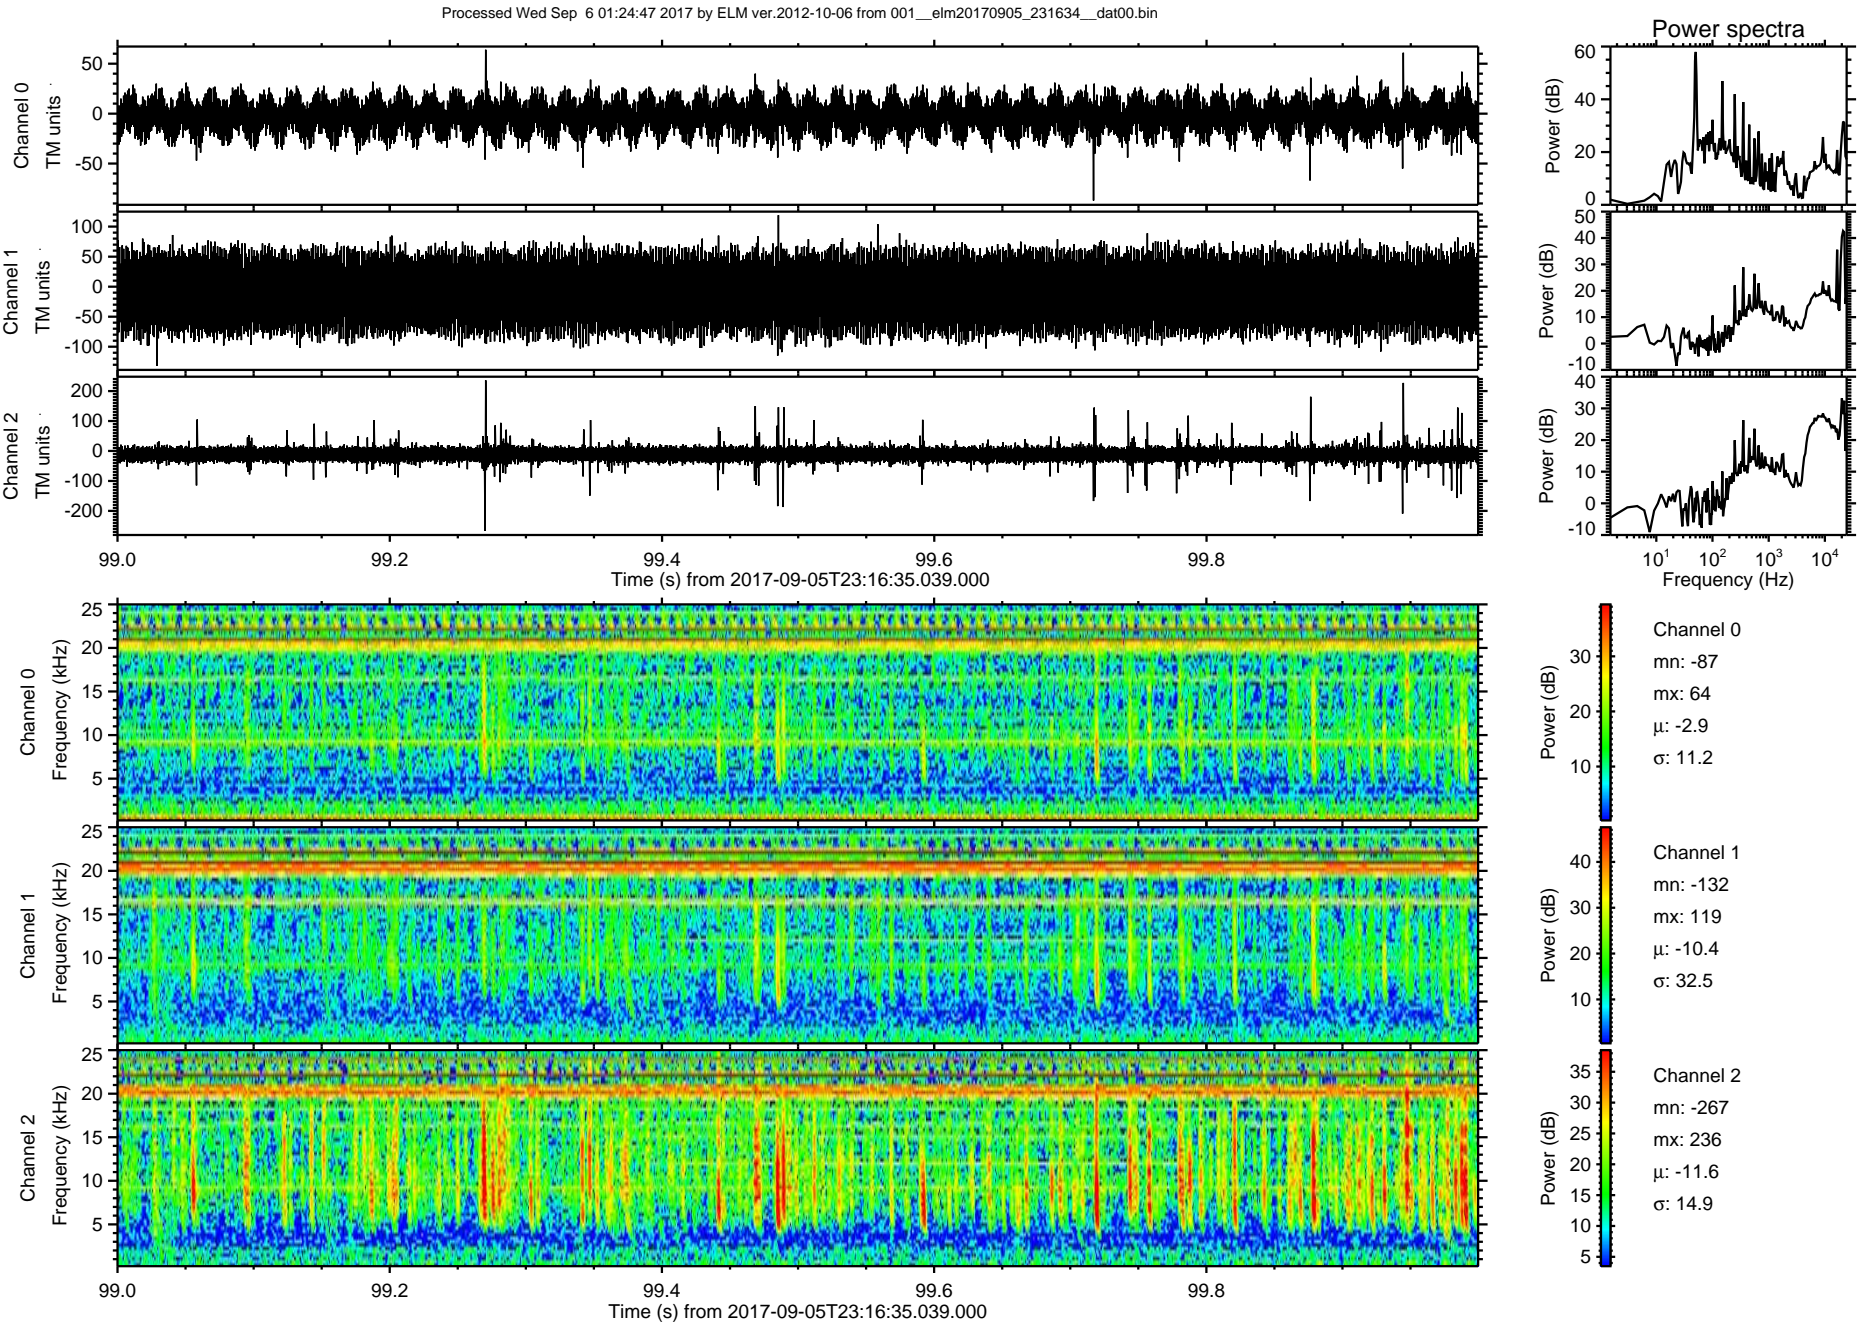 Processed Wed Sep  6 01:24:47 2017 by ELM ver.2012-10-06 from 001__elm20170905_231634__dat00.bin
Power spectra
Channel 0
TM units
50
0
-50
Power (dB)
60
40
20
0
Channel 1
TM units
100
50
0
-50
-100
Power (dB)
50
40
30
20
10
0
-10
Channel 2
TM units
200
100
0
-100
-200
Power (dB)
40
30
20
10
0
-10
99.0 99.2 99.4 99.6 99.8
Time (s) from 2017-09-05T23:16:35.039.000
10¹ 10² 10³ 10⁴
Frequency (Hz)
Channel 0
Frequency (kHz)
25
20
15
10
5
Power (dB)
30
20
10
Channel 0
mn: -87
mx: 64
μ: -2.9
σ: 11.2
Channel 1
Frequency (kHz)
25
20
15
10
5
Power (dB)
40
30
20
10
Channel 1
mn: -132
mx: 119
μ: -10.4
σ: 32.5
Channel 2
Frequency (kHz)
25
20
15
10
5
Power (dB)
35
30
25
20
15
10
5
Channel 2
mn: -267
mx: 236
μ: -11.6
σ: 14.9
99.0 99.2 99.4 99.6 99.8
Time (s) from 2017-09-05T23:16:35.039.000